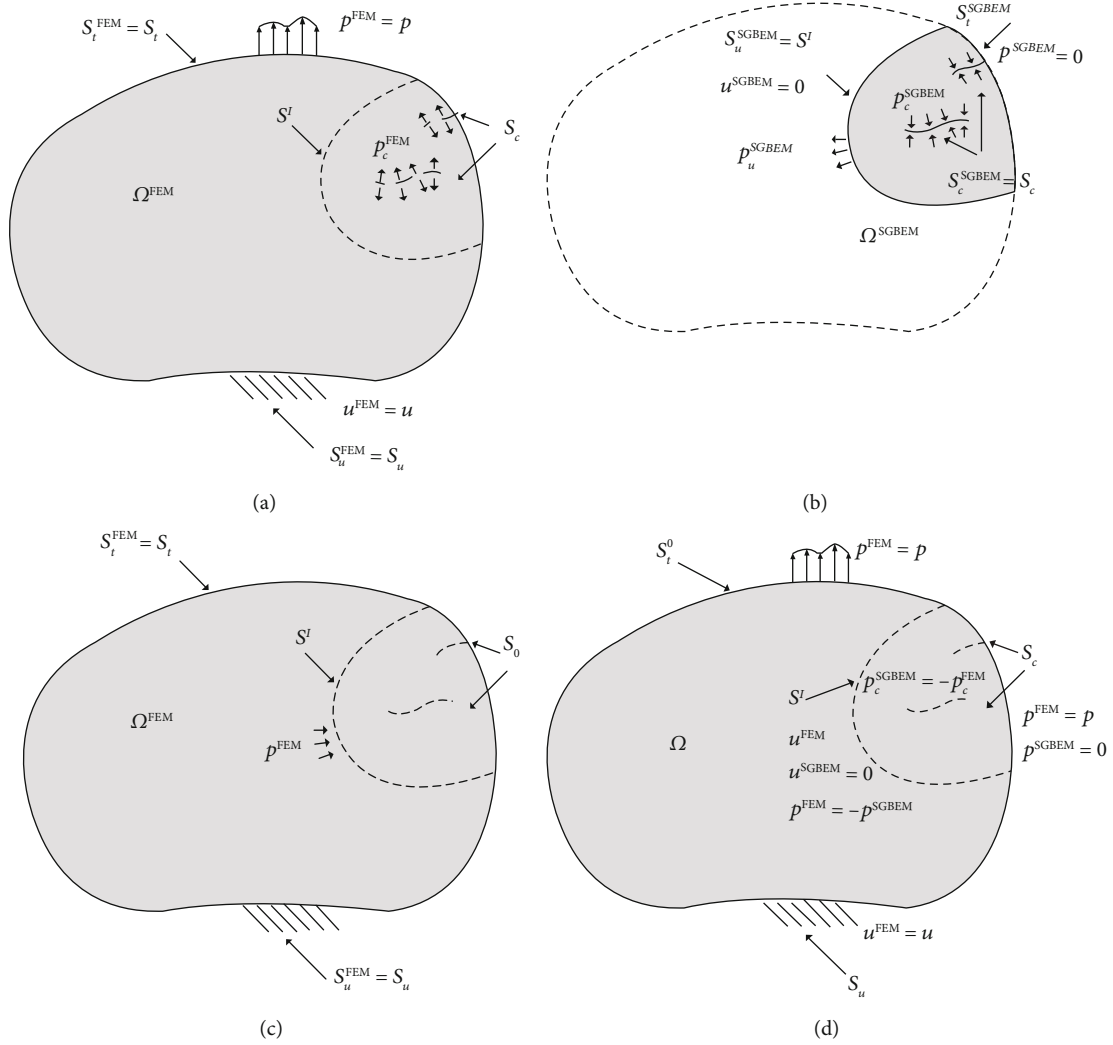 S_t^FEM = S_t
p^FEM = p
S^I
p_c^FEM
S_c
Ω^FEM
u^FEM = u
S_u^FEM = S_u
(a)
S_t^SGBEM
S_u^SGBEM = S^I
p^SGBEM = 0
u^SGBEM = 0
p_c^SGBEM
p_u^SGBEM
S_c^SGBEM = S_c
Ω^SGBEM
(b)
S_t^FEM = S_t
S^I
S_0
Ω^FEM
p^FEM
S_u^FEM = S_u
(c)
S_t^0
p^FEM = p
S_c
p_c^SGBEM = −p_c^FEM
S^I
p^FEM = p
Ω
u^FEM
p^SGBEM = 0
u^SGBEM = 0
p^FEM = −p^SGBEM
u^FEM = u
S_u
(d)